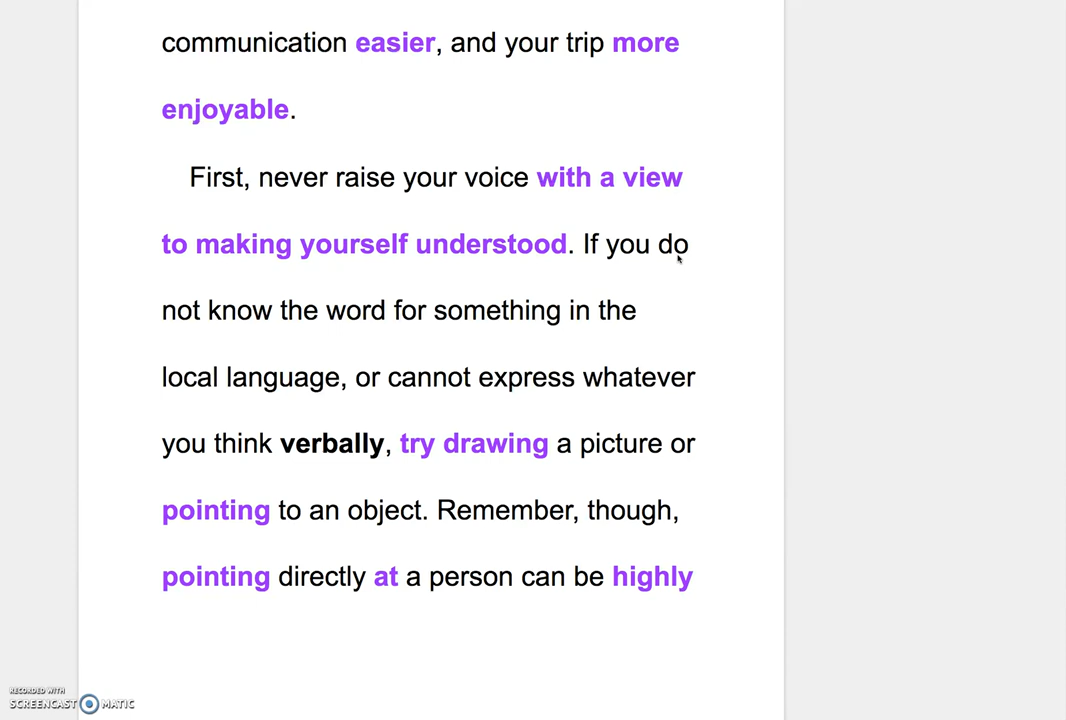 communication easier, and your trip more
enjoyable.
First, never raise your voice with a view
to making yourself understood. If you do
not know the word for something in the
local language, or cannot express whatever
you think verbally, try drawing a picture or
pointing to an object. Remember, though,
pointing directly at a person can be highly
RECORDED WITH
SCREENCAST MATIC